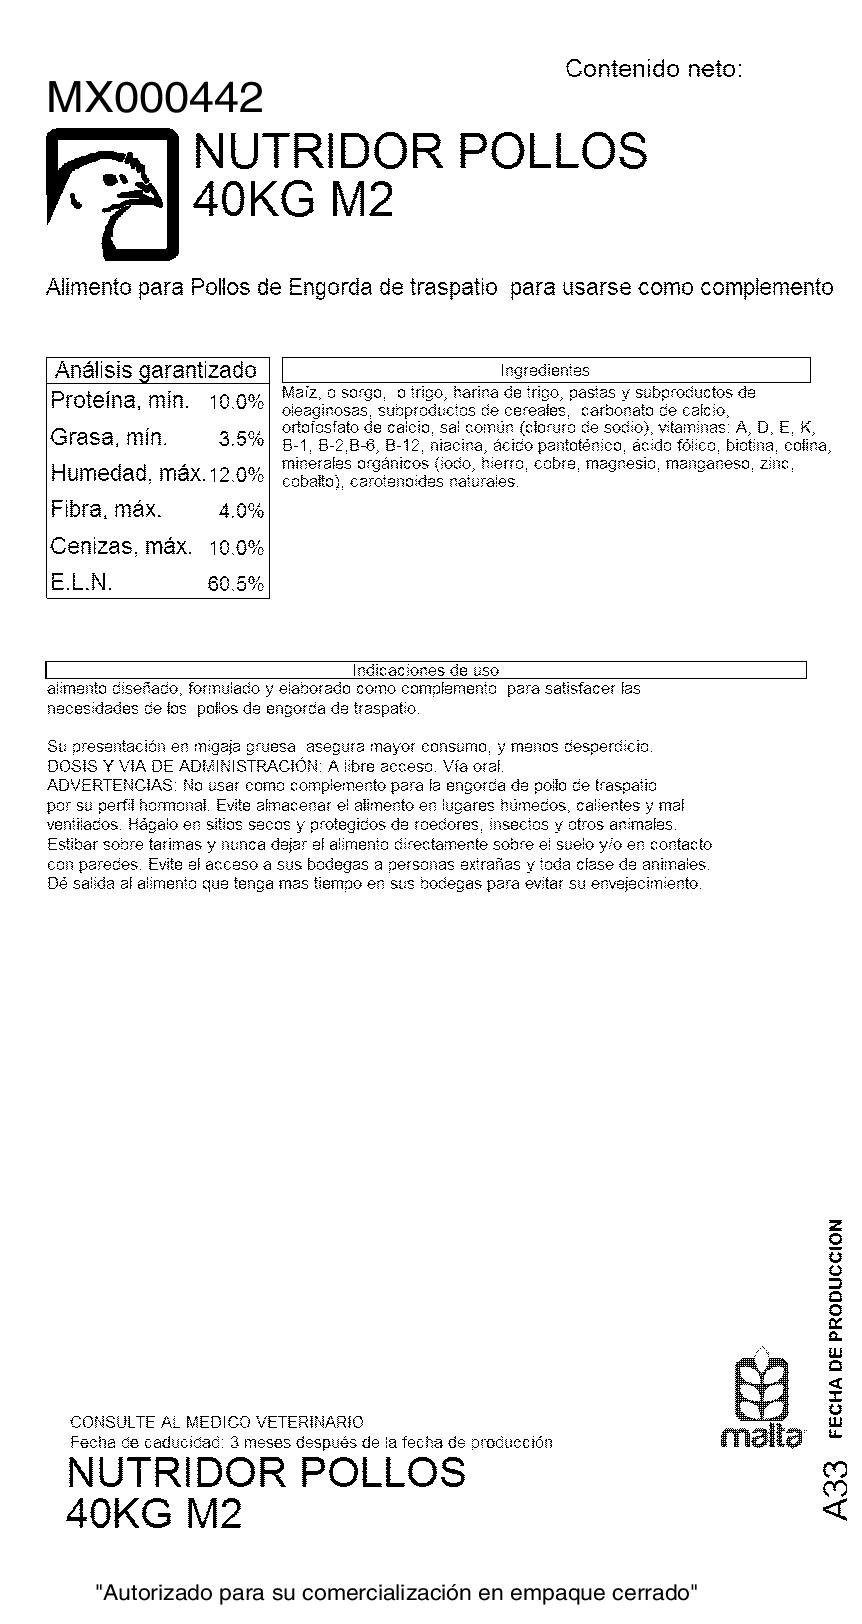 Contenido neto:
MX000442
NUTRIDOR POLLOS
40KG M2
Alimento para Pollos de Engorda de traspatio  para usarse como complemento
Análisis garantizado
Proteína, mín. 10.0%
Grasa, mín. 3.5%
Humedad, máx. 12.0%
Fibra, máx. 4.0%
Cenizas, máx. 10.0%
E.L.N. 60.5%
Ingredientes
Maíz, o sorgo,  o trigo, harina de trigo, pastas y subproductos de
oleaginosas, subproductos de cereales,  carbonato de calcio,
ortofosfato de calcio, sal común (cloruro de sodio), vitaminas: A, D, E, K,
B-1, B-2,B-6, B-12, niacina, ácido pantoténico, ácido fólico, biotina, colina,
minerales orgánicos (iodo, hierro, cobre, magnesio, manganeso, zinc,
cobalto), carotenoides naturales.
Indicaciones de uso
alimento diseñado, formulado y elaborado como complemento  para satisfacer las
necesidades de los  pollos de engorda de traspatio.
Su presentación en migaja gruesa  asegura mayor consumo, y menos desperdicio.
DOSIS Y VIA DE ADMINISTRACIÓN: A libre acceso. Vía oral.
ADVERTENCIAS: No usar como complemento para la engorda de pollo de traspatio
por su perfil hormonal. Evite almacenar el alimento en lugares húmedos, calientes y mal
ventilados. Hágalo en sitios secos y protegidos de roedores, insectos y otros animales.
Estibar sobre tarimas y nunca dejar el alimento directamente sobre el suelo y/o en contacto
con paredes. Evite el acceso a sus bodegas a personas extrañas y toda clase de animales.
Dé salida al alimento que tenga mas tiempo en sus bodegas para evitar su envejecimiento.
FECHA DE PRODUCCION
A33
malta
CONSULTE AL MEDICO VETERINARIO
Fecha de caducidad: 3 meses después de la fecha de producción
NUTRIDOR POLLOS
40KG M2
"Autorizado para su comercialización en empaque cerrado"